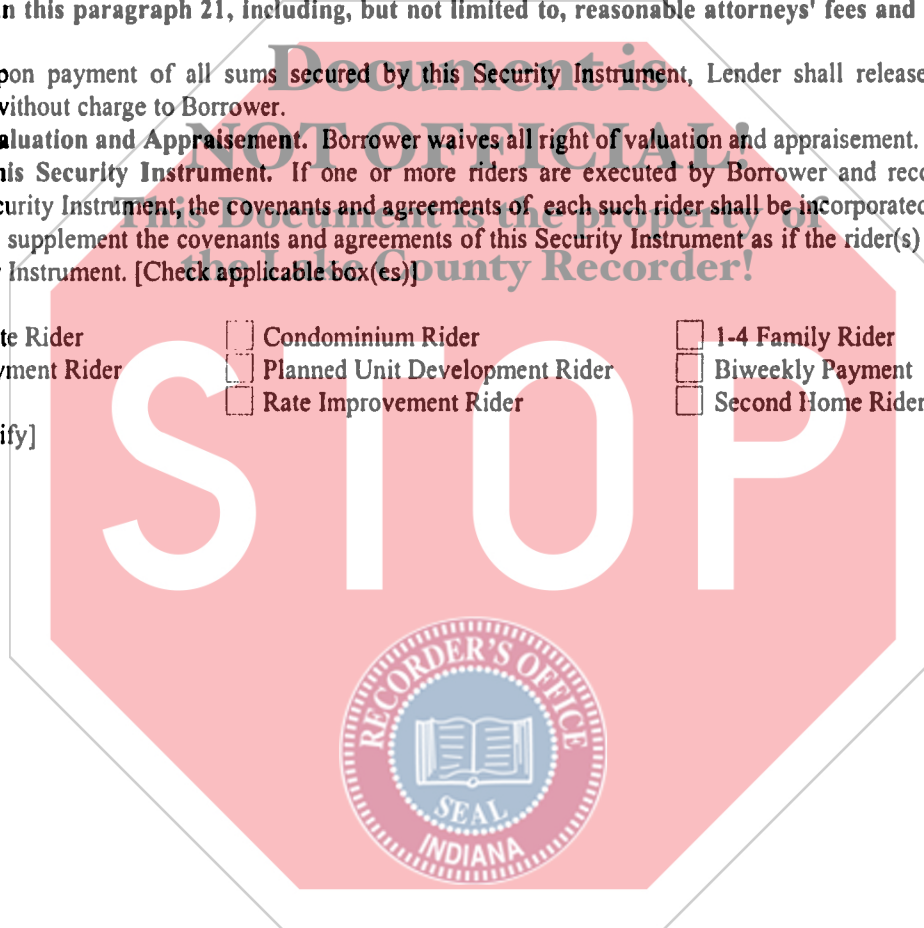 n this paragraph 21, including, but not limited to, reasonable attorneys' fees and
pon payment of all sums secured by this Security Instrument, Lender shall release
without charge to Borrower.
aluation and Appraisement. Borrower waives all right of valuation and appraisement.
his Security Instrument. If one or more riders are executed by Borrower and reco
curity Instrument, the covenants and agreements of each such rider shall be incorporated
supplement the covenants and agreements of this Security Instrument as if the rider(s)
Instrument. [Check applicable box(es)]
te Rider Condominium Rider 1-4 Family Rider
yment Rider Planned Unit Development Rider Biweekly Payment
Rate Improvement Rider Second Home Rider
ify]
Document is
NOT OFFICIAL!
This Document is the property of
the Lake County Recorder!
STOP
RECORDER'S OFFICE
SEAL
INDIANA